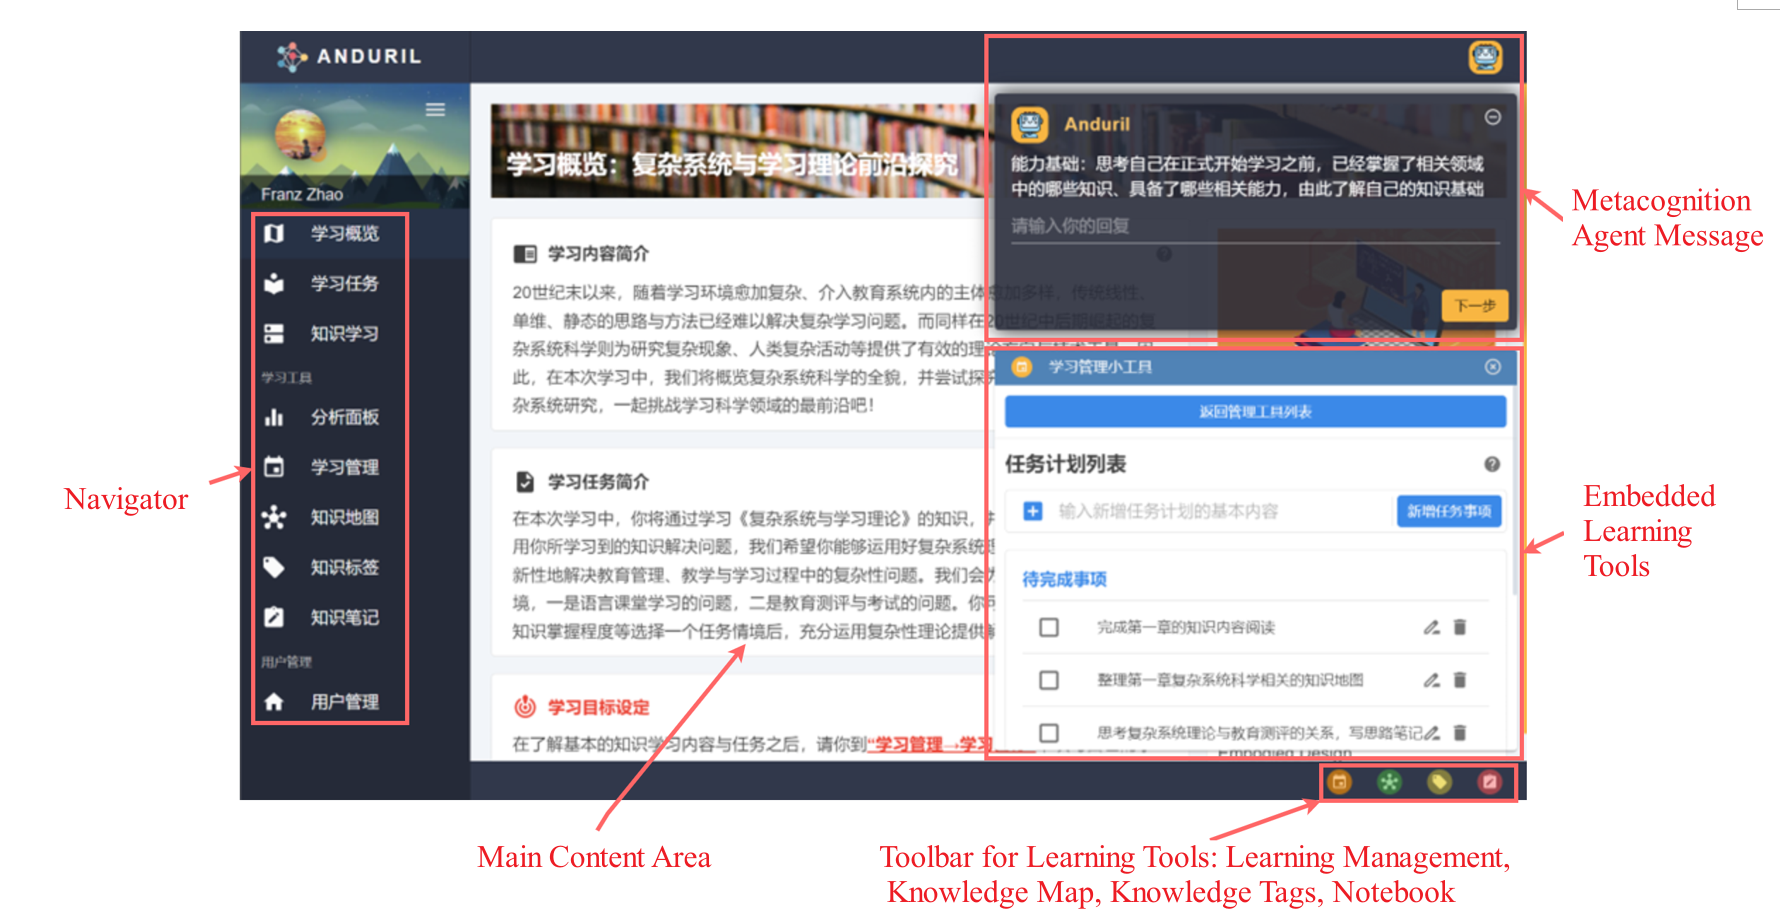 ANDURIL
Franz Zhao
学习概览
学习任务
知识学习
学习工具
分析面板
学习管理
知识地图
知识标签
知识笔记
用户管理
用户管理
Navigator
学习概览：复杂系统与学习理论前沿探究
学习内容简介
20世纪末以来，随着学习环境愈加复杂、介入教育系统内的主体愈加多样，传统线性、
单维、静态的思路与方法已经难以解决复杂学习问题。而同样在20世纪中后期崛起的复
杂系统科学则为研究复杂现象、人类复杂活动等提供了有效的理论
此，在本次学习中，我们将概览复杂系统科学的全貌，并尝试探究
杂系统研究，一起挑战学习科学领域的最前沿吧！
学习任务简介
在本次学习中，你将通过学习《复杂系统与学习理论》的知识，
用你所学习到的知识解决问题，我们希望你能够运用好复杂系统
新性地解决教育管理、教学与学习过程中的复杂性问题。我们会
境，一是语言课堂学习的问题，二是教育测评与考试的问题。你可
知识掌握程度等选择一个任务情境后，充分运用复杂性理论提供
学习目标设定
在了解基本的知识学习内容与任务之后，请你到“学习管理→学习
Main Content Area
Anduril
能力基础：思考自己在正式开始学习之前，已经掌握了相关领域
中的哪些知识、具备了哪些相关能力，由此了解自己的知识基础
请输入你的回复
下一步
Metacognition
Agent Message
学习管理小工具
返回管理工具列表
任务计划列表
输入新增任务计划的基本内容
新增任务事项
待完成事项
完成第一章的知识内容阅读
整理第一章复杂系统科学相关的知识地图
思考复杂系统理论与教育测评的关系，写思路笔记
Embodied Design
Embedded
Learning
Tools
Toolbar for Learning Tools: Learning Management,
Knowledge Map, Knowledge Tags, Notebook